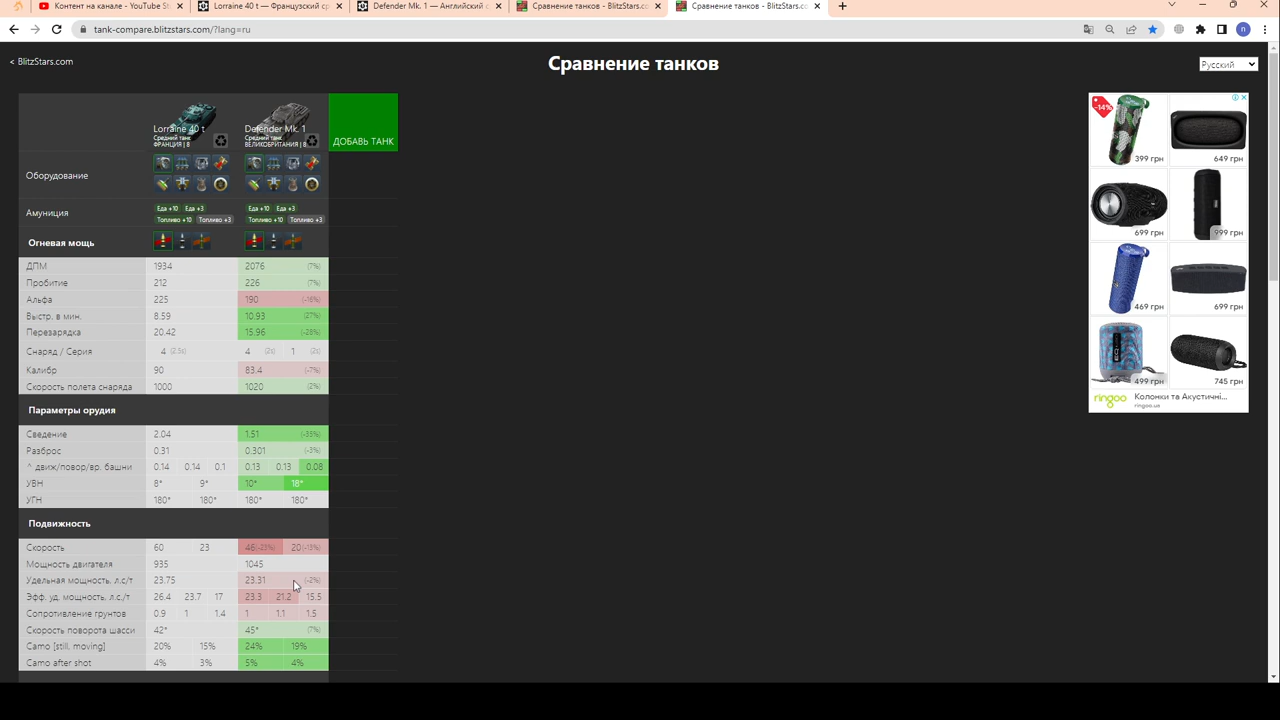 Контент на канале - YouTube St
Lorraine 40 t — Французский ср
Defender Mk. 1 — Английский с
Сравнение танков - BlitzStars.co
Сравнение танков - BlitzStars.co
tank-compare.blitzstars.com/?lang=ru
n
< BlitzStars.com
Сравнение танков
Русский
Lorraine 40 t
Средний танк
ФРАНЦИЯ | 8
Defender Mk. 1
Средний танк
ВЕЛИКОБРИТАНИЯ | 8
ДОБАВЬ ТАНК
Оборудование
Амуниция
Еда +10 Еда +3
Топливо +10 Топливо +3
Еда +10 Еда +3
Топливо +10 Топливо +3
Огневая мощь
ДПМ 1934 2076 (7%)
Пробитие 212 226 (7%)
Альфа 225 190 (-16%)
Выстр. в мин. 8.59 10.93 (27%)
Перезарядка 20.42 15.96 (-28%)
Снаряд / Серия 4 (2.5s) 4 (2s) 1 (2s)
Калибр 90 83.4 (-7%)
Скорость полета снаряда 1000 1020 (2%)
Параметры орудия
Сведение 2.04 1.51 (-35%)
Разброс 0.31 0.301 (-3%)
^ движ/повор/вр. башни 0.14 0.14 0.1 0.13 0.13 0.08
УВН 8° 9° 10° 18°
УГН 180° 180° 180° 180°
Подвижность
Скорость 60 23 46(-23%) 20(-13%)
Мощность двигателя 935 1045
Удельная мощность. л.с/т 23.75 23.31 (-2%)
Эфф. уд. мощность, л.с./т 26.4 23.7 17 23.3 21.2 15.5
Сопротивление грунтов 0.9 1 1.4 1 1.1 1.5
Скорость поворота шасси 42° 45° (7%)
Camo [still, moving] 20% 15% 24% 19%
Camo after shot 4% 3% 5% 4%
-14%
399 грн
649 грн
699 грн
999 грн
469 грн
699 грн
499 грн
745 грн
ringoo
Колонки та Акустичні...
ringoo.us